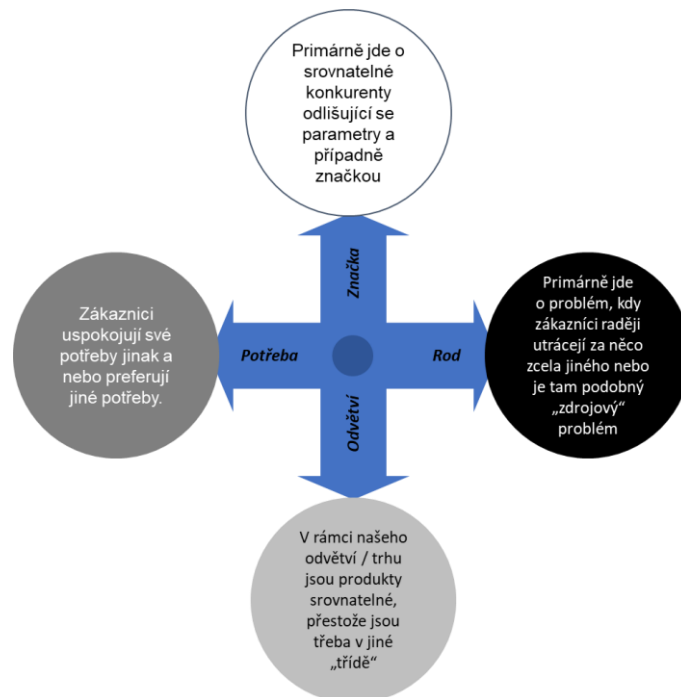 Primárně jde o
srovnatelné
konkurenty
odlišující se
parametry a
případně
značkou
Značka
Zákaznici
uspokojují své
potřeby jinak a
nebo preferují
jiné potřeby.
Potřeba
Rod
Primárně jde
o problém, kdy
zákazníci raději
utrácejí za něco
zcela jiného nebo
je tam podobný
„zdrojový“
problém
Odvětví
V rámci našeho
odvětví / trhu
jsou produkty
srovnatelné,
přestože jsou
třeba v jiné
„třídě“